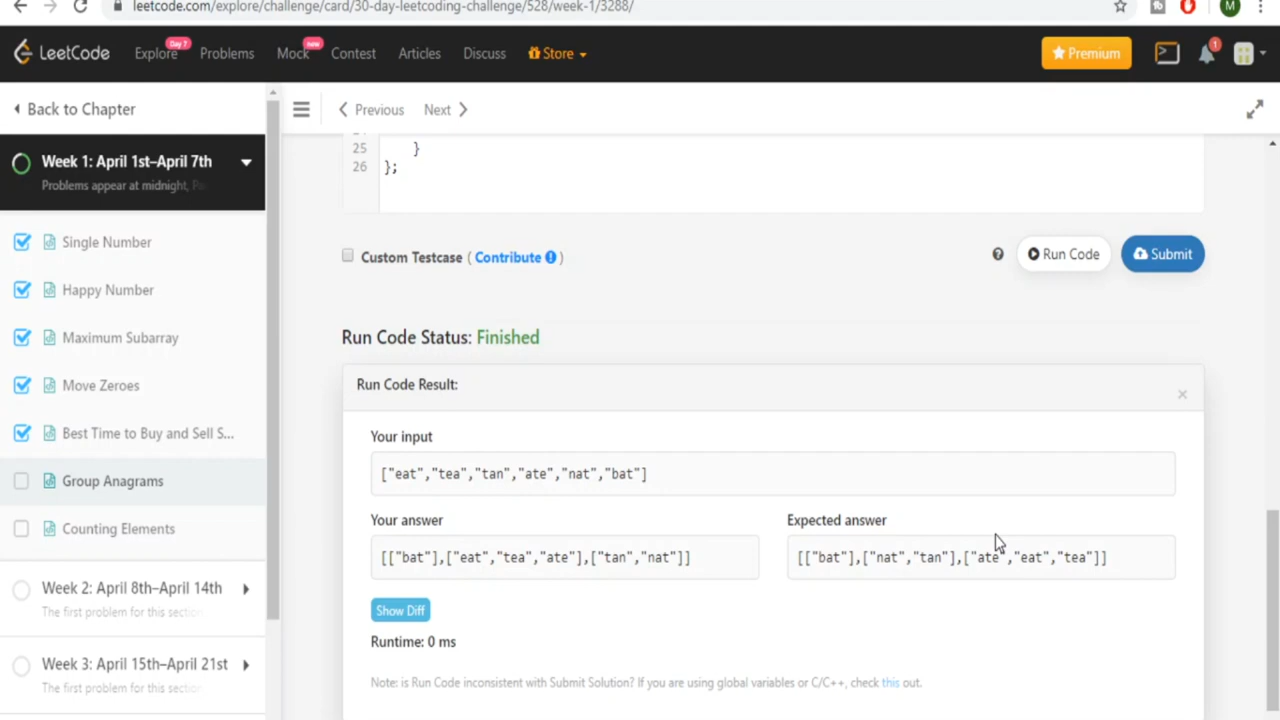 leetcode.com/explore/challenge/card/30-day-leetcoding-challenge/528/week-1/3288/
M
LeetCode
Explore
Day 7
Problems
Mock
new
Contest
Articles
Discuss
Store
Premium
1
Back to Chapter
Previous
Next
Week 1: April 1st–April 7th
Problems appear at midnight, Pa
Single Number
Happy Number
Maximum Subarray
Move Zeroes
Best Time to Buy and Sell S...
Group Anagrams
Counting Elements
Week 2: April 8th–April 14th
The first problem for this section
Week 3: April 15th–April 21st
The first problem for this section
25 }
26 };
Custom Testcase ( Contribute )
Run Code
Submit
Run Code Status: Finished
Run Code Result:
×
Your input
["eat","tea","tan","ate","nat","bat"]
Your answer
[["bat"],["eat","tea","ate"],["tan","nat"]]
Expected answer
[["bat"],["nat","tan"],["ate","eat","tea"]]
Show Diff
Runtime: 0 ms
Note: is Run Code inconsistent with Submit Solution? If you are using global variables or C/C++, check this out.